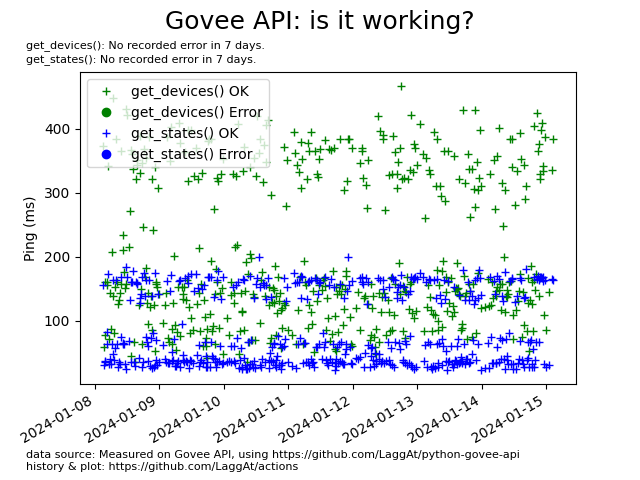 Govee API: is it working?
get_devices(): No recorded error in 7 days.
get_states(): No recorded error in 7 days.
get_devices() OK
get_devices() Error
get_states() OK
get_states() Error
Ping (ms)
400
300
200
100
2024-01-08
2024-01-09
2024-01-10
2024-01-11
2024-01-12
2024-01-13
2024-01-14
2024-01-15
data source: Measured on Govee API, using https://github.com/LaggAt/python-govee-api
history & plot: https://github.com/LaggAt/actions